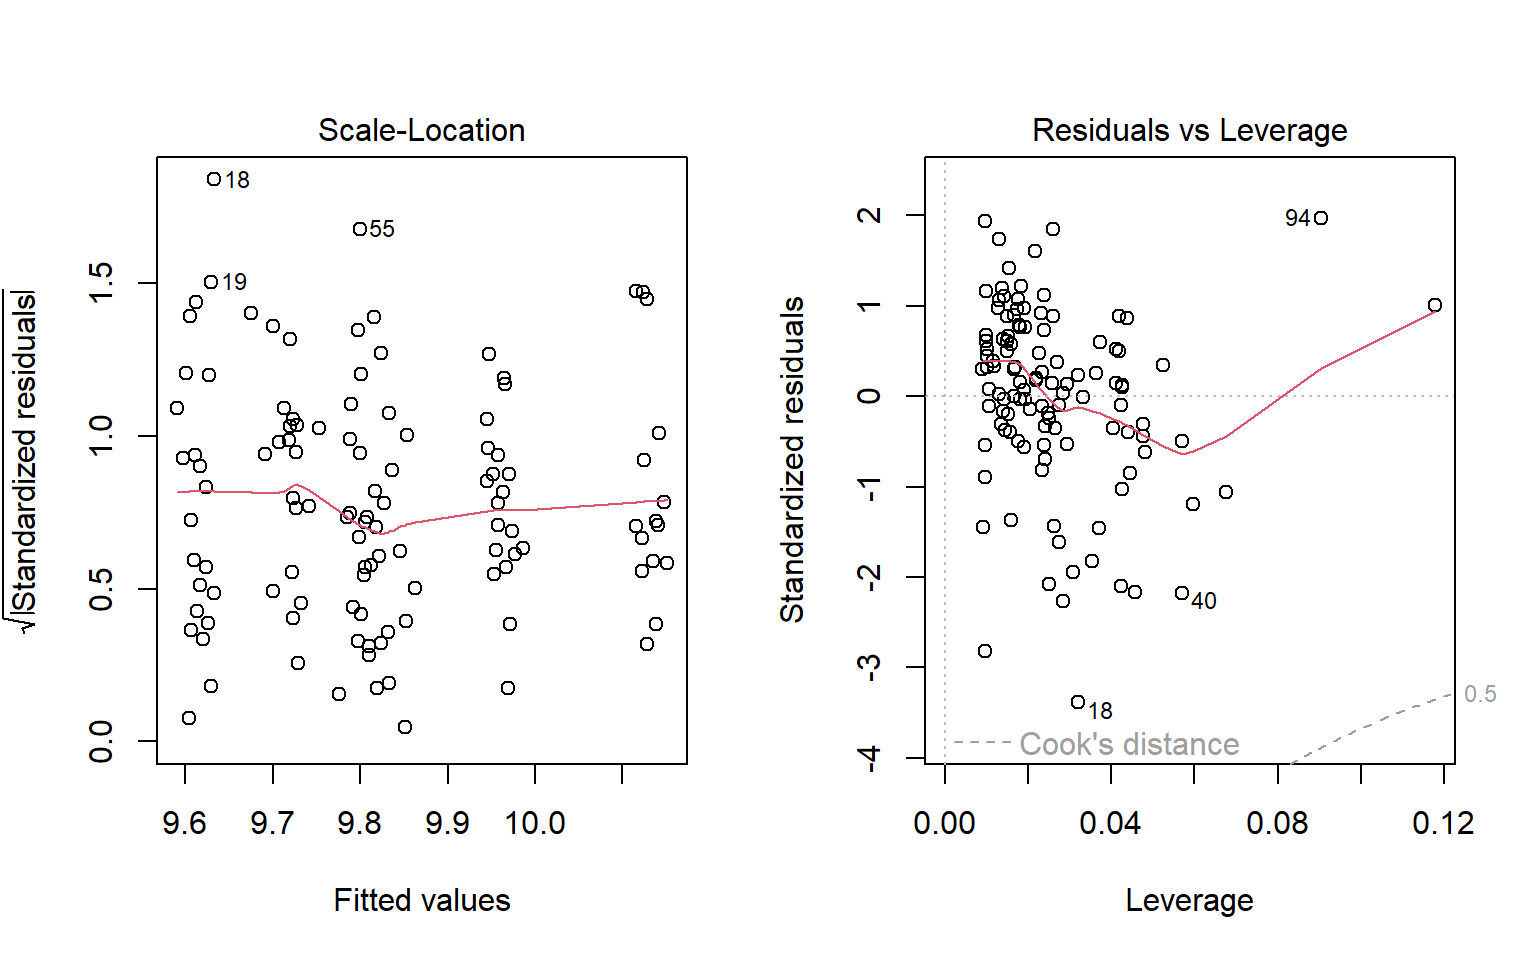 Scale-Location
√|Standardized residuals|
0.0 0.5 1.0 1.5
18
55
19
9.6 9.7 9.8 9.9 10.0
Fitted values
Residuals vs Leverage
Standardized residuals
-4 -3 -2 -1 0 1 2
94
40
18
0.5
Cook's distance
0.00 0.04 0.08 0.12
Leverage